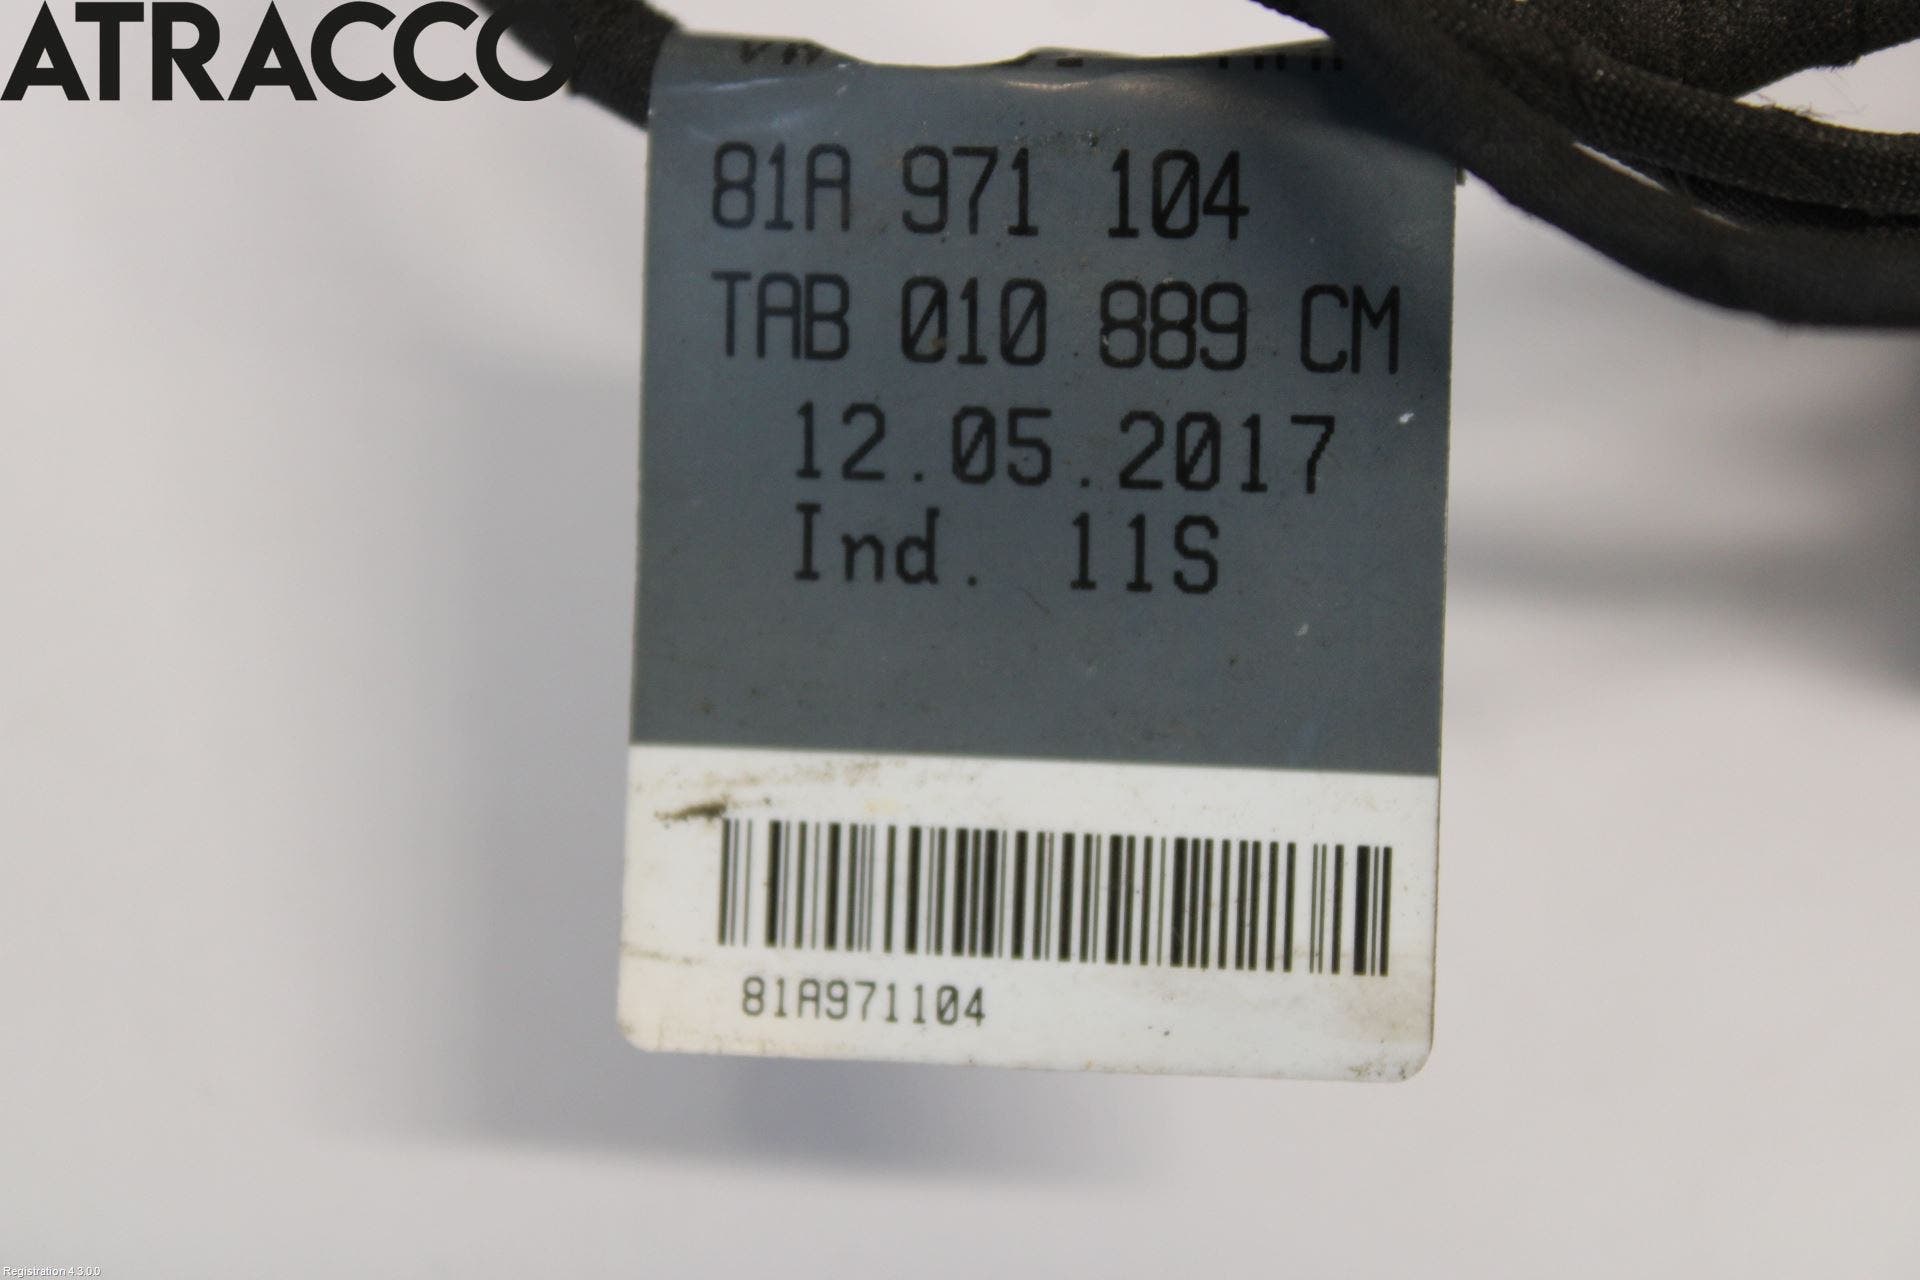 ATRACCO
81A 971 104
TAB 010 889 CM
12.05.2017
Ind. 11S
81A971104
Registration 4.3.0.0